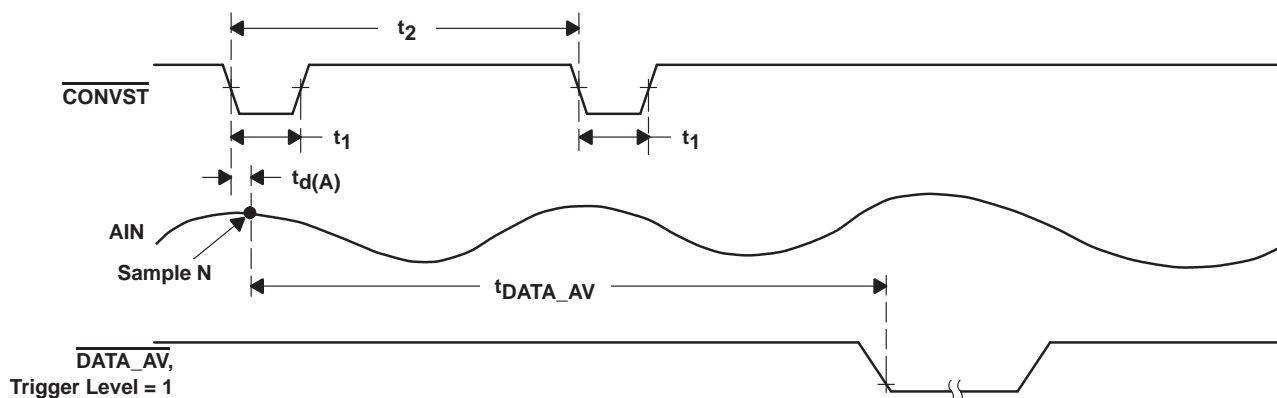 t2
CONVST
t1
t1
td(A)
AIN
Sample N
tDATA_AV
DATA_AV,
Trigger Level = 1